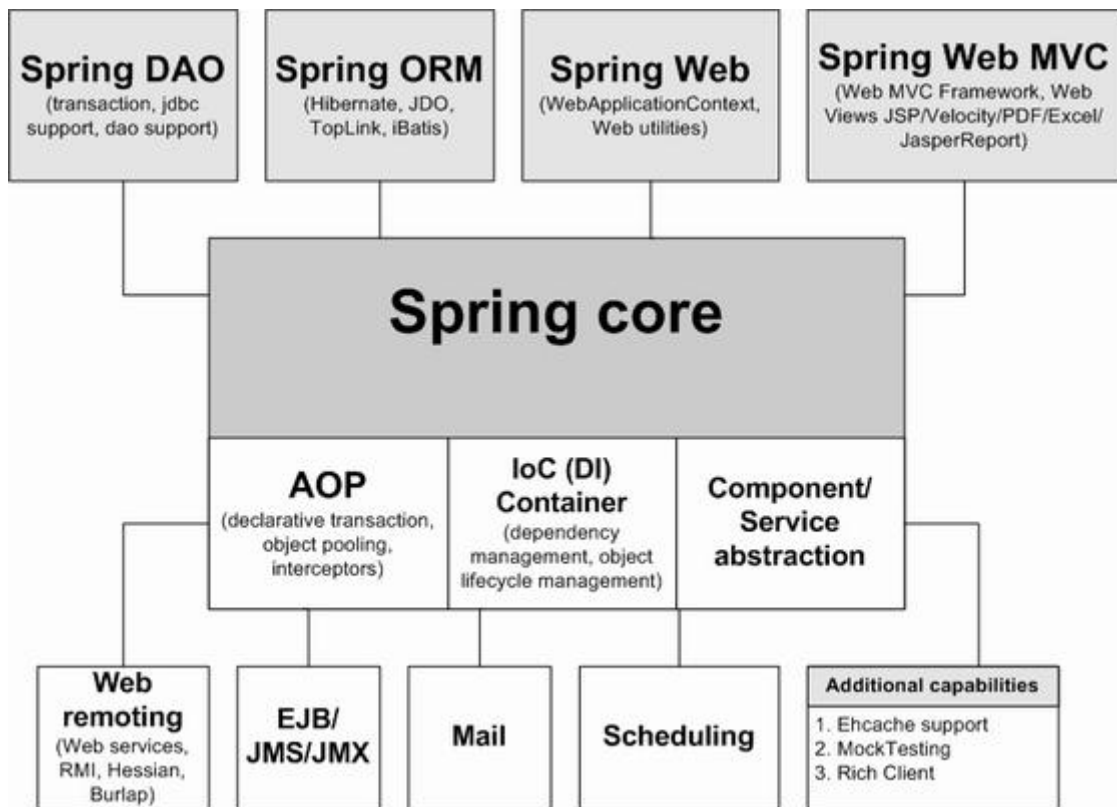 Spring DAO
(transaction, jdbc
support, dao support)
Spring ORM
(Hibernate, JDO,
TopLink, iBatis)
Spring Web
(WebApplicationContext,
Web utilities)
Spring Web MVC
(Web MVC Framework, Web
Views JSP/Velocity/PDF/Excel/
JasperReport)
Spring core
AOP
(declarative transaction,
object pooling,
interceptors)
IoC (DI)
Container
(dependency
management, object
lifecycle management)
Component/
Service
abstraction
Web
remoting
(Web services,
RMI, Hessian,
Burlap)
EJB/
JMS/JMX
Mail
Scheduling
Additional capabilities
1. Ehcache support
2. MockTesting
3. Rich Client